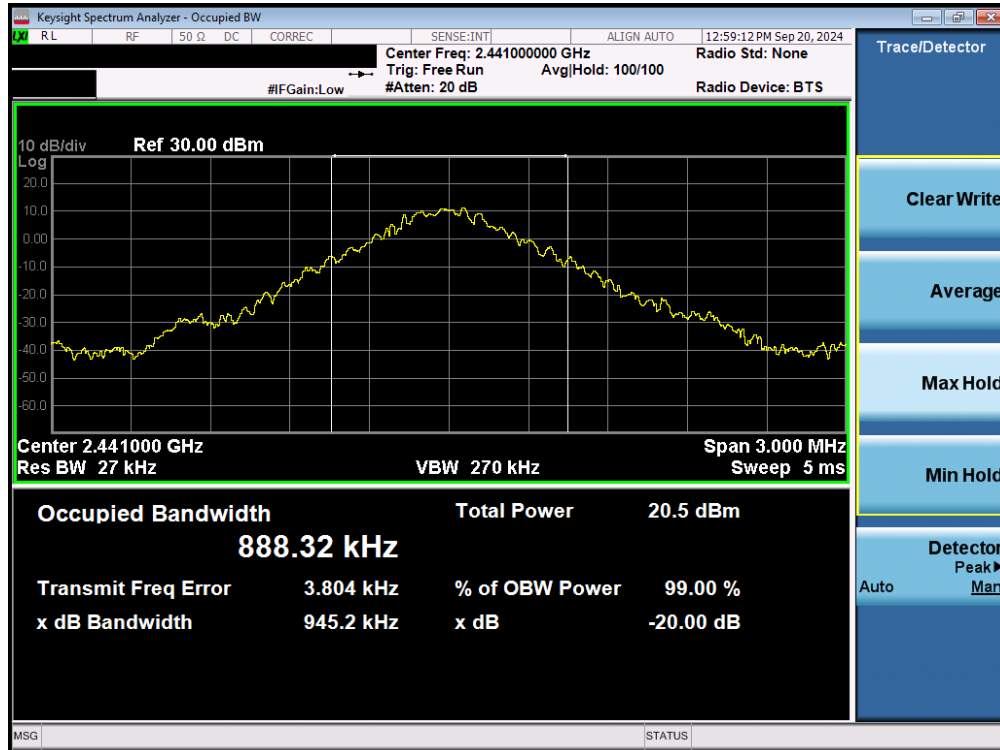 Keysight Spectrum Analyzer - Occupied BW
LXI RL RF 50 Ω DC CORREC SENSE:INT ALIGN AUTO 12:59:12 PM Sep 20, 2024
Center Freq: 2.441000000 GHz Radio Std: None
Trig: Free Run Avg|Hold: 100/100
#IFGain:Low #Atten: 20 dB Radio Device: BTS
10 dB/div Ref 30.00 dBm
Log
20.0
10.0
0.00
-10.0
-20.0
-30.0
-40.0
-50.0
-60.0
Center 2.441000 GHz Span 3.000 MHz
Res BW 27 kHz VBW 270 kHz Sweep 5 ms
Occupied Bandwidth Total Power 20.5 dBm
888.32 kHz
Transmit Freq Error 3.804 kHz % of OBW Power 99.00 %
x dB Bandwidth 945.2 kHz x dB -20.00 dB
MSG STATUS
Trace/Detector
Clear Write
Average
Max Hold
Min Hold
Detector
Peak
Auto Man